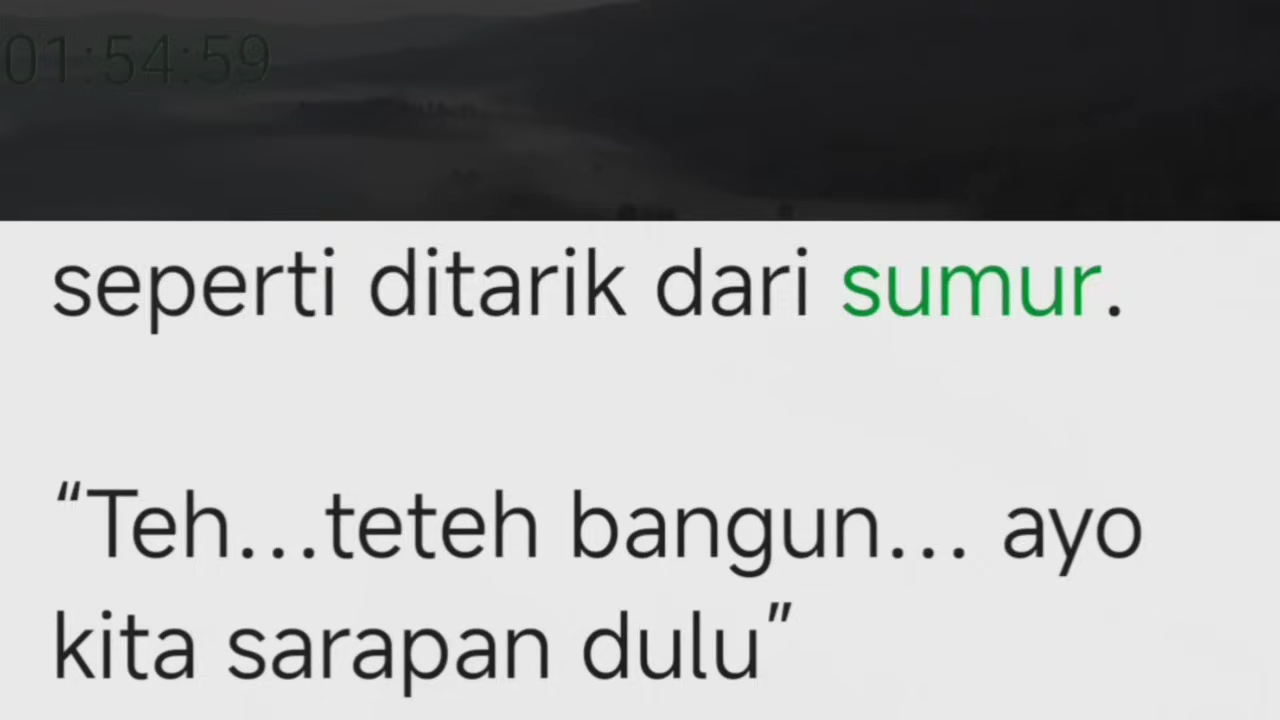 01:54:59
seperti ditarik dari sumur.
“Teh...teteh bangun... ayo
kita sarapan dulu”